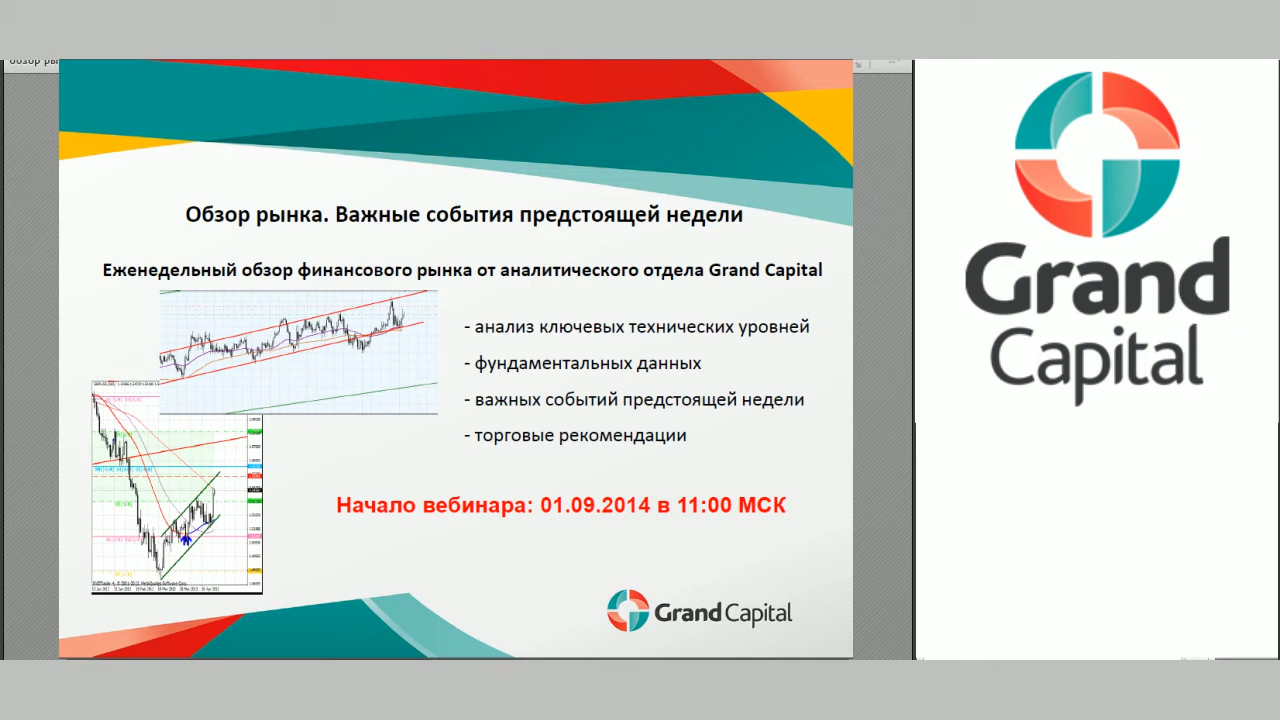 Обзор ры
Обзор рынка. Важные события предстоящей недели
Еженедельный обзор финансового рынка от аналитического отдела Grand Capital
- анализ ключевых технических уровней
- фундаментальных данных
- важных событий предстоящей недели
- торговые рекомендации
Начало вебинара: 01.09.2014 в 11:00 МСК
Grand Capital
Grand
Capital